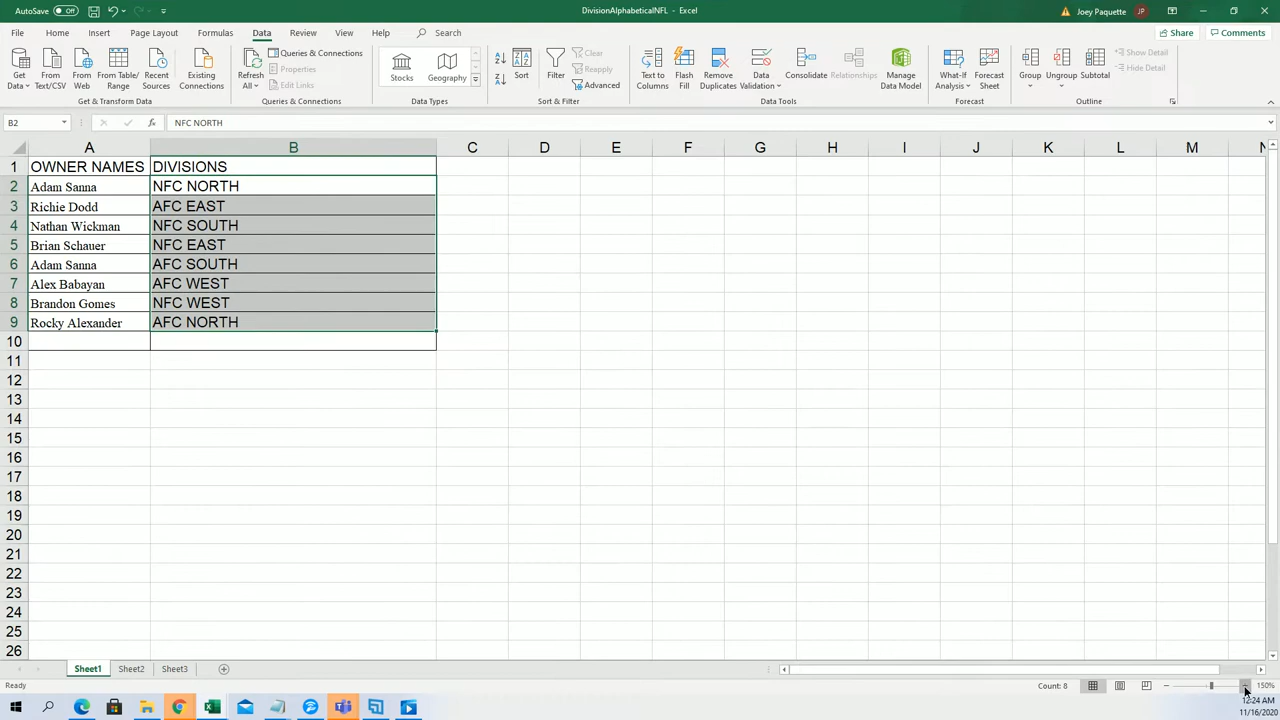 AutoSave Off DivisionAlphabeticalNFL - Excel Joey Paquette JP
File Home Insert Page Layout Formulas Data Review View Help Search Share Comments
Get Data From Text/CSV From Web From Table/Range Recent Sources Existing Connections
Get & Transform Data
Refresh All Queries & Connections Properties Edit Links
Queries & Connections
Stocks Geography
Data Types
Sort Filter Clear Reapply Advanced
Sort & Filter
Text to Columns Flash Fill Remove Duplicates Data Validation Consolidate Relationships Manage Data Model
Data Tools
What-If Analysis Forecast Sheet
Forecast
Group Ungroup Subtotal Show Detail Hide Detail
Outline
B2 fx NFC NORTH
A B C D E F G H I J K L M N
1 OWNER NAMES DIVISIONS
2 Adam Sanna NFC NORTH
3 Richie Dodd AFC EAST
4 Nathan Wickman NFC SOUTH
5 Brian Schauer NFC EAST
6 Adam Sanna AFC SOUTH
7 Alex Babayan AFC WEST
8 Brandon Gomes NFC WEST
9 Rocky Alexander AFC NORTH
10
11
12
13
14
15
16
17
18
19
20
21
22
23
24
25
26
Sheet1 Sheet2 Sheet3
Ready Count: 8 150%
12:24 AM
11/16/2020